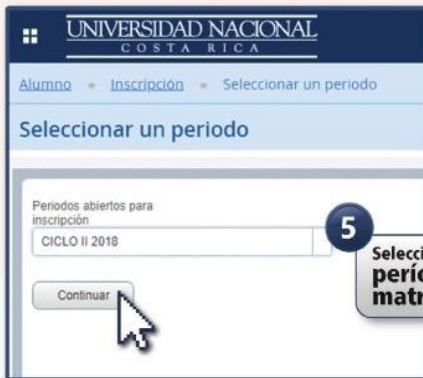 UNIVERSIDAD NACIONAL
COSTA RICA
Alumno • Inscripción • Seleccionar un periodo
Seleccionar un periodo
Periodos abiertos para
inscripción
CICLO II 2018
Continuar
5